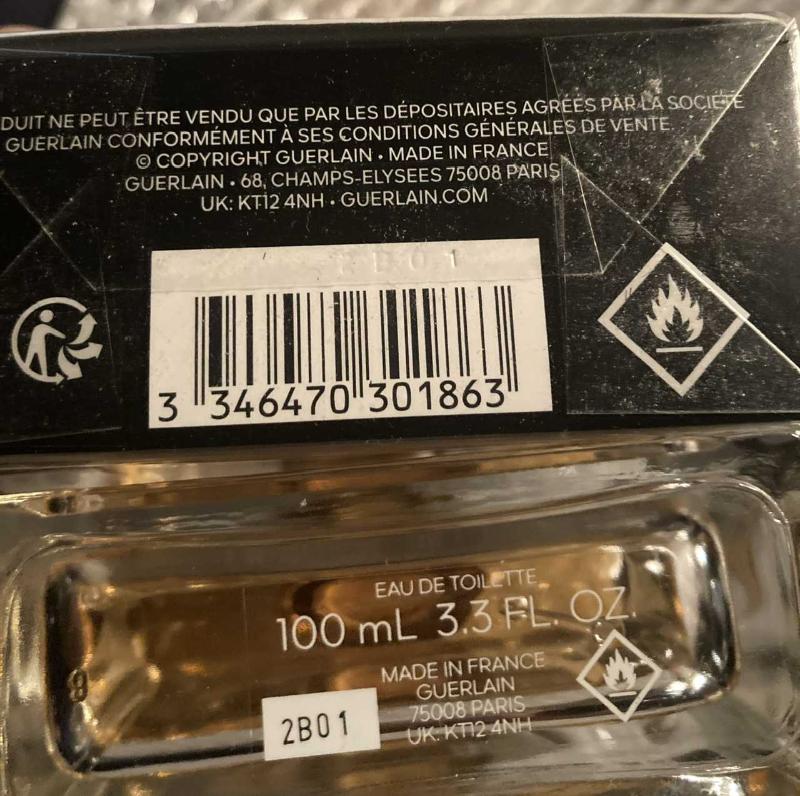 DUIT NE PEUT ÊTRE VENDU QUE PAR LES DÉPOSITAIRES AGRÉÉS PAR LA SOCIÉTÉ
GUERLAIN CONFORMÉMENT À SES CONDITIONS GÉNÉRALES DE VENTE.
© COPYRIGHT GUERLAIN • MADE IN FRANCE
GUERLAIN • 68, CHAMPS-ELYSEES 75008 PARIS
UK: KT12 4NH • GUERLAIN.COM
2B01
3 346470 301863
EAU DE TOILETTE
100 mL 3.3 FL. OZ.
MADE IN FRANCE
GUERLAIN
75008 PARIS
UK: KT12 4NH
2B01
8